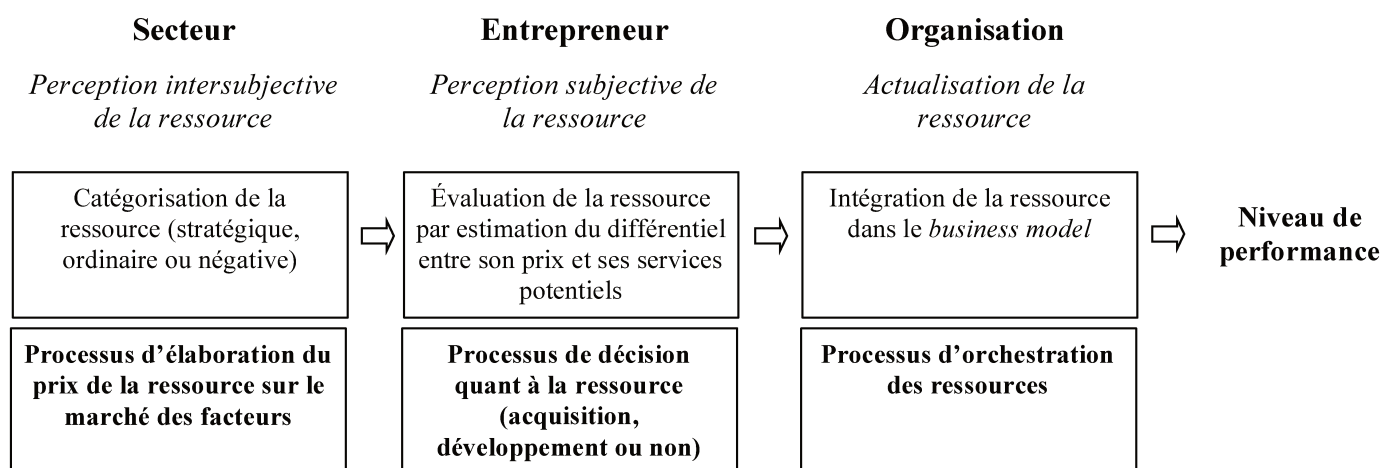 Secteur
Perception intersubjective
de la ressource
Catégorisation de la
ressource (stratégique,
ordinaire ou négative)
Processus d’élaboration du
prix de la ressource sur le
marché des facteurs
Entrepreneur
Perception subjective de
la ressource
Évaluation de la ressource
par estimation du différentiel
entre son prix et ses services
potentiels
Processus de décision
quant à la ressource
(acquisition,
développement ou non)
Organisation
Actualisation de la
ressource
Intégration de la ressource
dans le business model
Processus d’orchestration
des ressources
Niveau de
performance